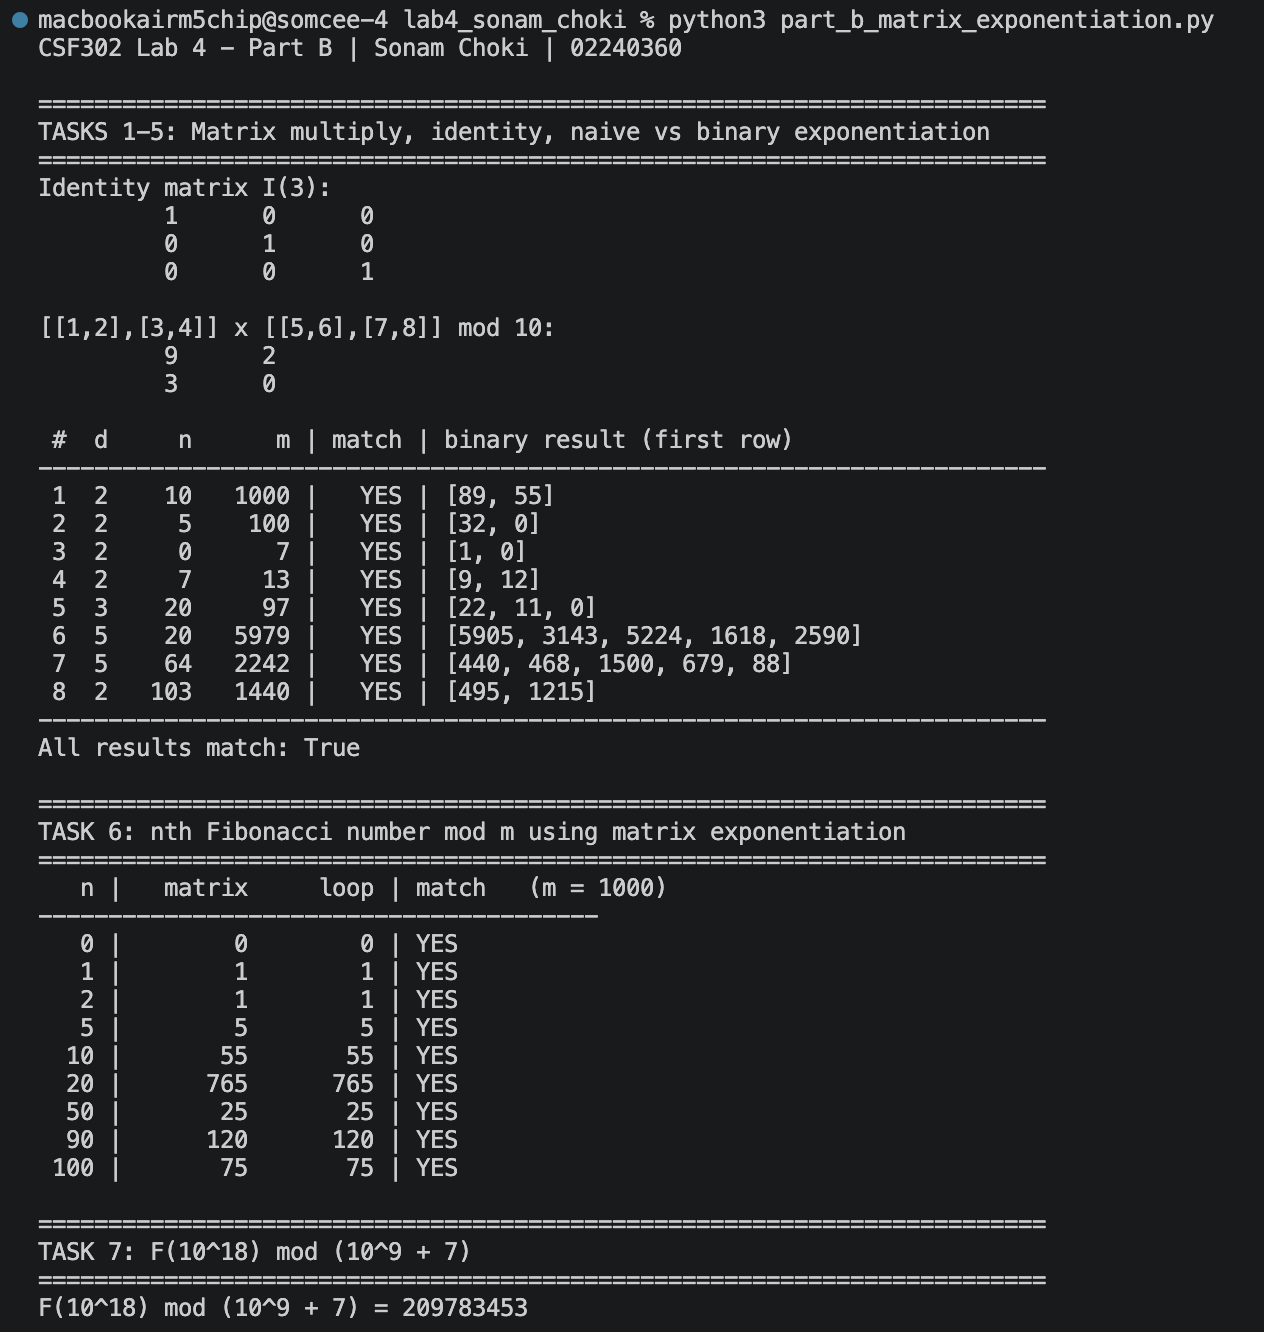 macbookairm5chip@somcee-4 lab4_sonam_choki % python3 part_b_matrix_exponentiation.py
CSF302 Lab 4 - Part B | Sonam Choki | 02240360
========================================================================
TASKS 1–5: Matrix multiply, identity, naive vs binary exponentiation
========================================================================
Identity matrix I(3):
         1      0      0
         0      1      0
         0      0      1
[[1,2],[3,4]] x [[5,6],[7,8]] mod 10:
         9      2
         3      0
 #  d     n      m | match | binary result (first row)
------------------------------------------------------------------------
 1  2    10   1000 |   YES | [89, 55]
 2  2     5    100 |   YES | [32, 0]
 3  2     0      7 |   YES | [1, 0]
 4  2     7     13 |   YES | [9, 12]
 5  3    20     97 |   YES | [22, 11, 0]
 6  5    20   5979 |   YES | [5905, 3143, 5224, 1618, 2590]
 7  5    64   2242 |   YES | [440, 468, 1500, 679, 88]
 8  2   103   1440 |   YES | [495, 1215]
------------------------------------------------------------------------
All results match: True
========================================================================
TASK 6: nth Fibonacci number mod m using matrix exponentiation
========================================================================
   n |   matrix     loop | match   (m = 1000)
----------------------------------------
   0 |        0        0 | YES
   1 |        1        1 | YES
   2 |        1        1 | YES
   5 |        5        5 | YES
  10 |       55       55 | YES
  20 |      765      765 | YES
  50 |       25       25 | YES
  90 |      120      120 | YES
 100 |       75       75 | YES
========================================================================
TASK 7: F(10^18) mod (10^9 + 7)
========================================================================
F(10^18) mod (10^9 + 7) = 209783453